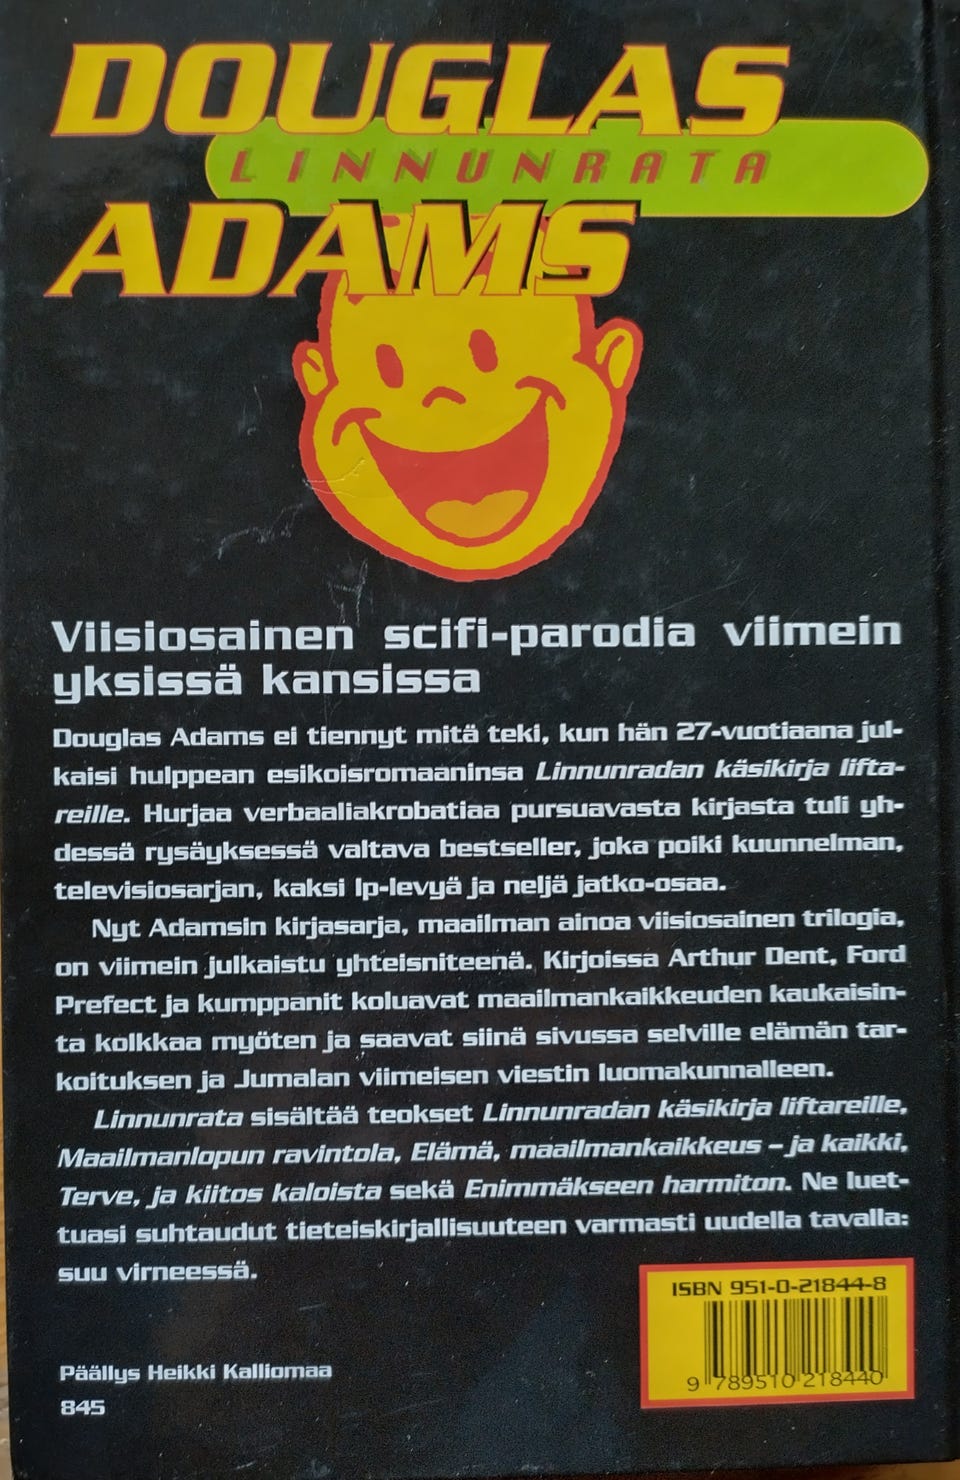 DOUGLAS
LINNUNRATA
ADAMS
Viisiosainen scifi-parodia viimein
yksissä kansissa
Douglas Adams ei tiennyt mitä teki, kun hän 27-vuotiaana jul-
kaisi hulppean esikoisromaaninsa Linnunradan käsikirja lifta-
reille. Hurjaa verbaaliakrobatiaa pursuavasta kirjasta tuli yh-
dessä rysäyksessä valtava bestseller, joka poiki kuunnelman,
televisiosarjan, kaksi lp-levyä ja neljä jatko-osaa.
Nyt Adamsin kirjasarja, maailman ainoa viisiosainen trilogia,
on viimein julkaistu yhteisniteenä. Kirjoissa Arthur Dent, Ford
Prefect ja kumppanit koluavat maailmankaikkeuden kaukaisin-
ta kolkkaa myöten ja saavat siinä sivussa selville elämän tar-
koituksen ja Jumalan viimeisen viestin luomakunnalleen.
Linnunrata sisältää teokset Linnunradan käsikirja liftareille,
Maailmanlopun ravintola, Elämä, maailmankaikkeus – ja kaikki,
Terve, ja kiitos kaloista sekä Enimmäkseen harmiton. Ne luet-
tuasi suhtaudut tieteiskirjallisuuteen varmasti uudella tavalla:
suu virneessä.
ISBN 951-0-21844-8
9 789510 218440
Päällys Heikki Kalliomaa
845